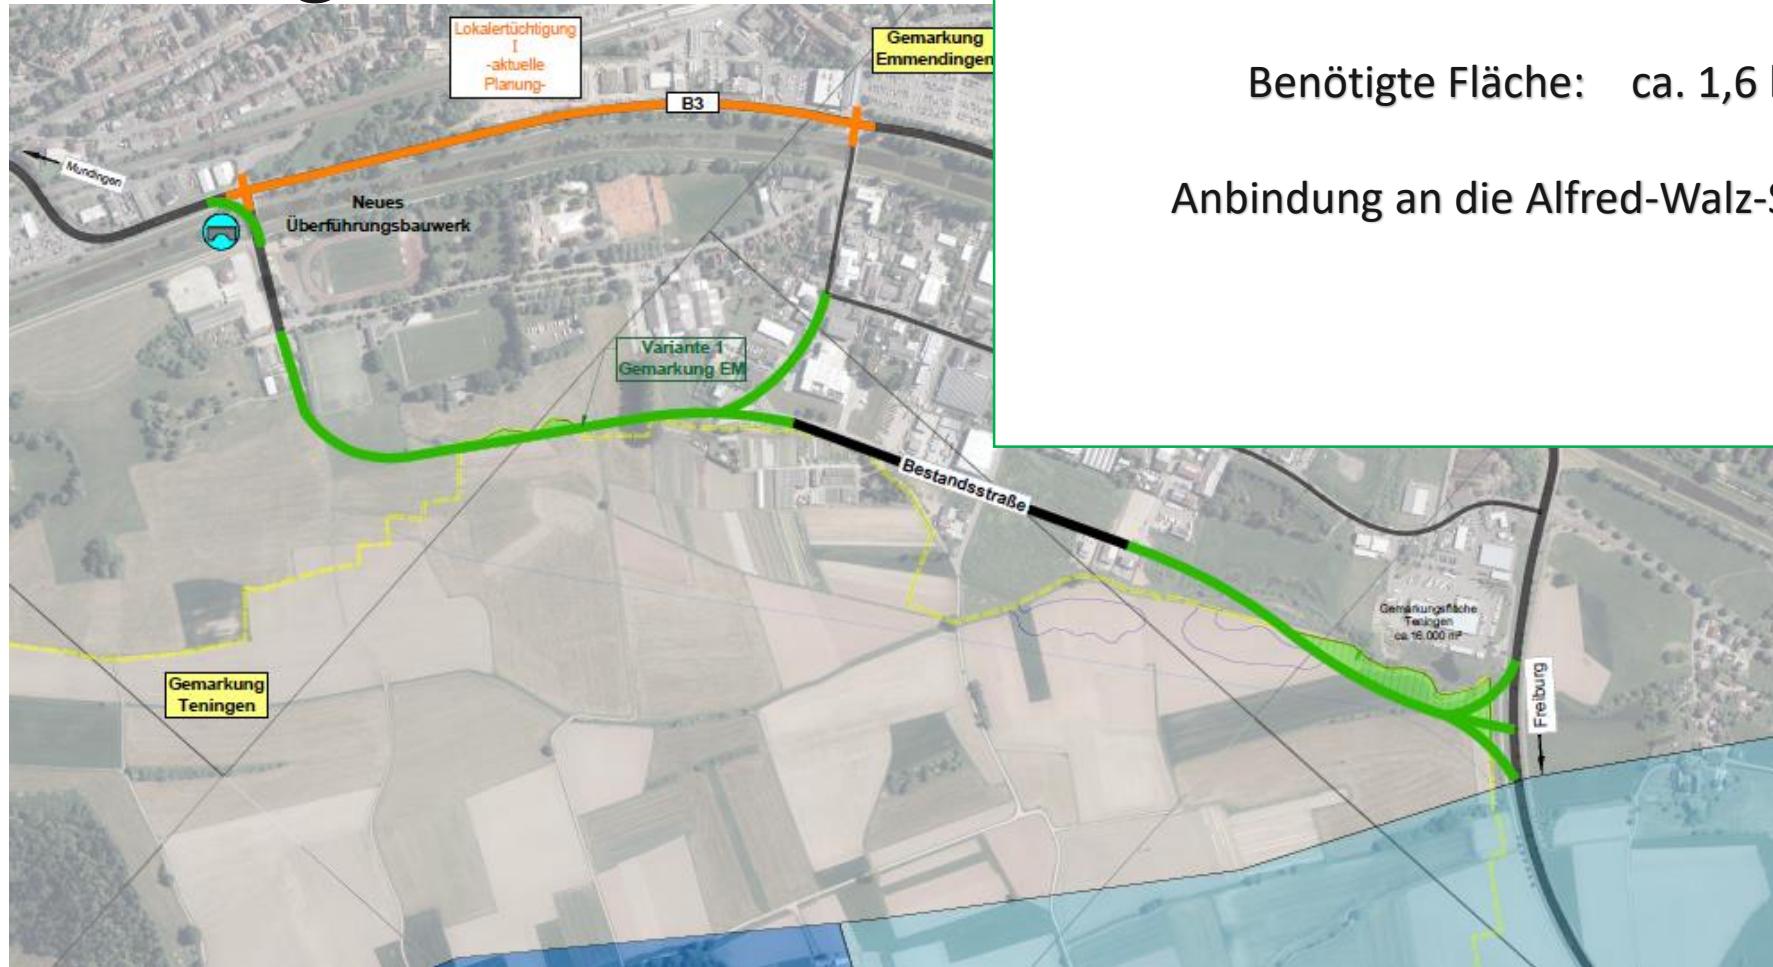 Lokalertüchtigung
I
-aktuelle
Planung-
Gemarkung
Emmendingen
Benötigte Fläche: ca. 1,6
Anbindung an die Alfred-Walz-S
B3
Mundingen
Neues
Überführungsbauwerk
Variante 1
Gemarkung EM
Bestandsstraße
Gemarkungsfläche
Teningen
ca. 16.000 m²
Freiburg
Gemarkung
Teningen